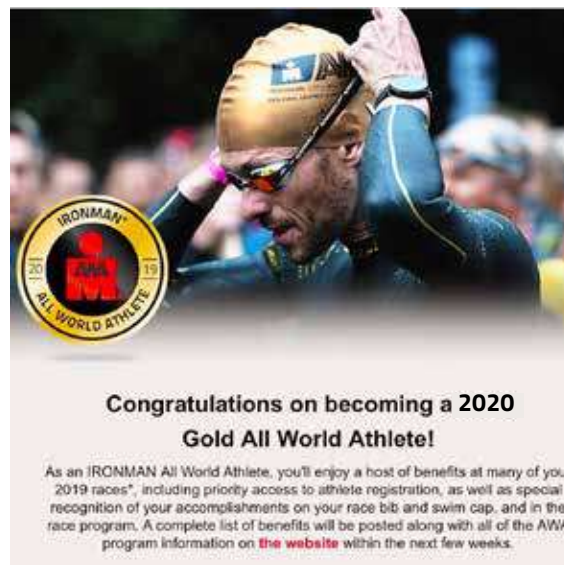 IRONMAN®
20 19
AWA
ALL WORLD ATHLETE
Congratulations on becoming a 2020
Gold All World Athlete!
As an IRONMAN All World Athlete, you'll enjoy a host of benefits at many of you
2019 races*, including priority access to athlete registration, as well as special
recognition of your accomplishments on your race bib and swim cap, and in the
race program. A complete list of benefits will be posted along with all of the AWA
program information on the website within the next few weeks.